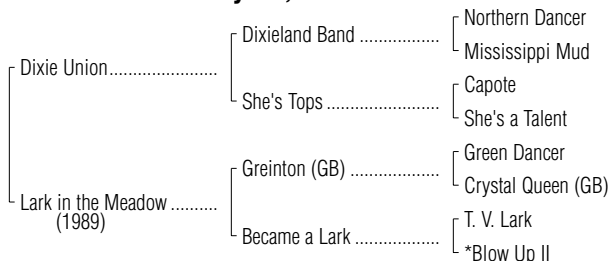 Northern Dancer
Dixieland Band ..................
Mississippi Mud
Dixie Union........................
Capote
She's Tops .........................
She's a Talent
Green Dancer
Greinton (GB) ....................
Crystal Queen (GB)
Lark in the Meadow ..........
(1989)
T. V. Lark
Became a Lark ..................
*Blow Up II